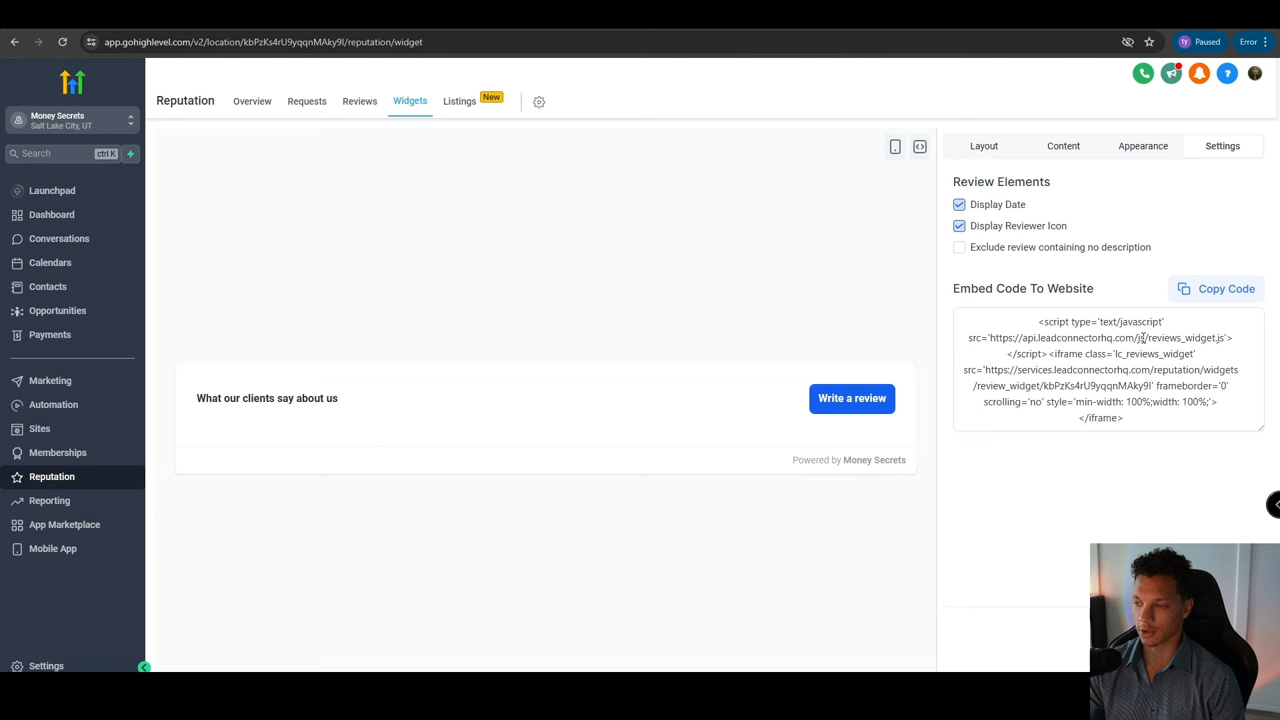 app.gohighlevel.com/v2/location/kbPzKs4rU9yqqnMAky9I/reputation/widget
ty
Paused
Error
Money Secrets
Salt Lake City, UT
Search
ctrl K
Launchpad
Dashboard
Conversations
Calendars
Contacts
Opportunities
Payments
Marketing
Automation
Sites
Memberships
Reputation
Reporting
App Marketplace
Mobile App
Settings
Reputation
Overview
Requests
Reviews
Widgets
Listings
New
What our clients say about us
Write a review
Powered by Money Secrets
Layout
Content
Appearance
Settings
Review Elements
Display Date
Display Reviewer Icon
Exclude review containing no description
Embed Code To Website
Copy Code
<script type='text/javascript'
src='https://api.leadconnectorhq.com/js/reviews_widget.js'>
</script><iframe class='lc_reviews_widget'
src='https://services.leadconnectorhq.com/reputation/widgets
/review_widget/kbPzKs4rU9yqqnMAky9I' frameborder='0'
scrolling='no' style='min-width: 100%;width: 100%;'>
</iframe>